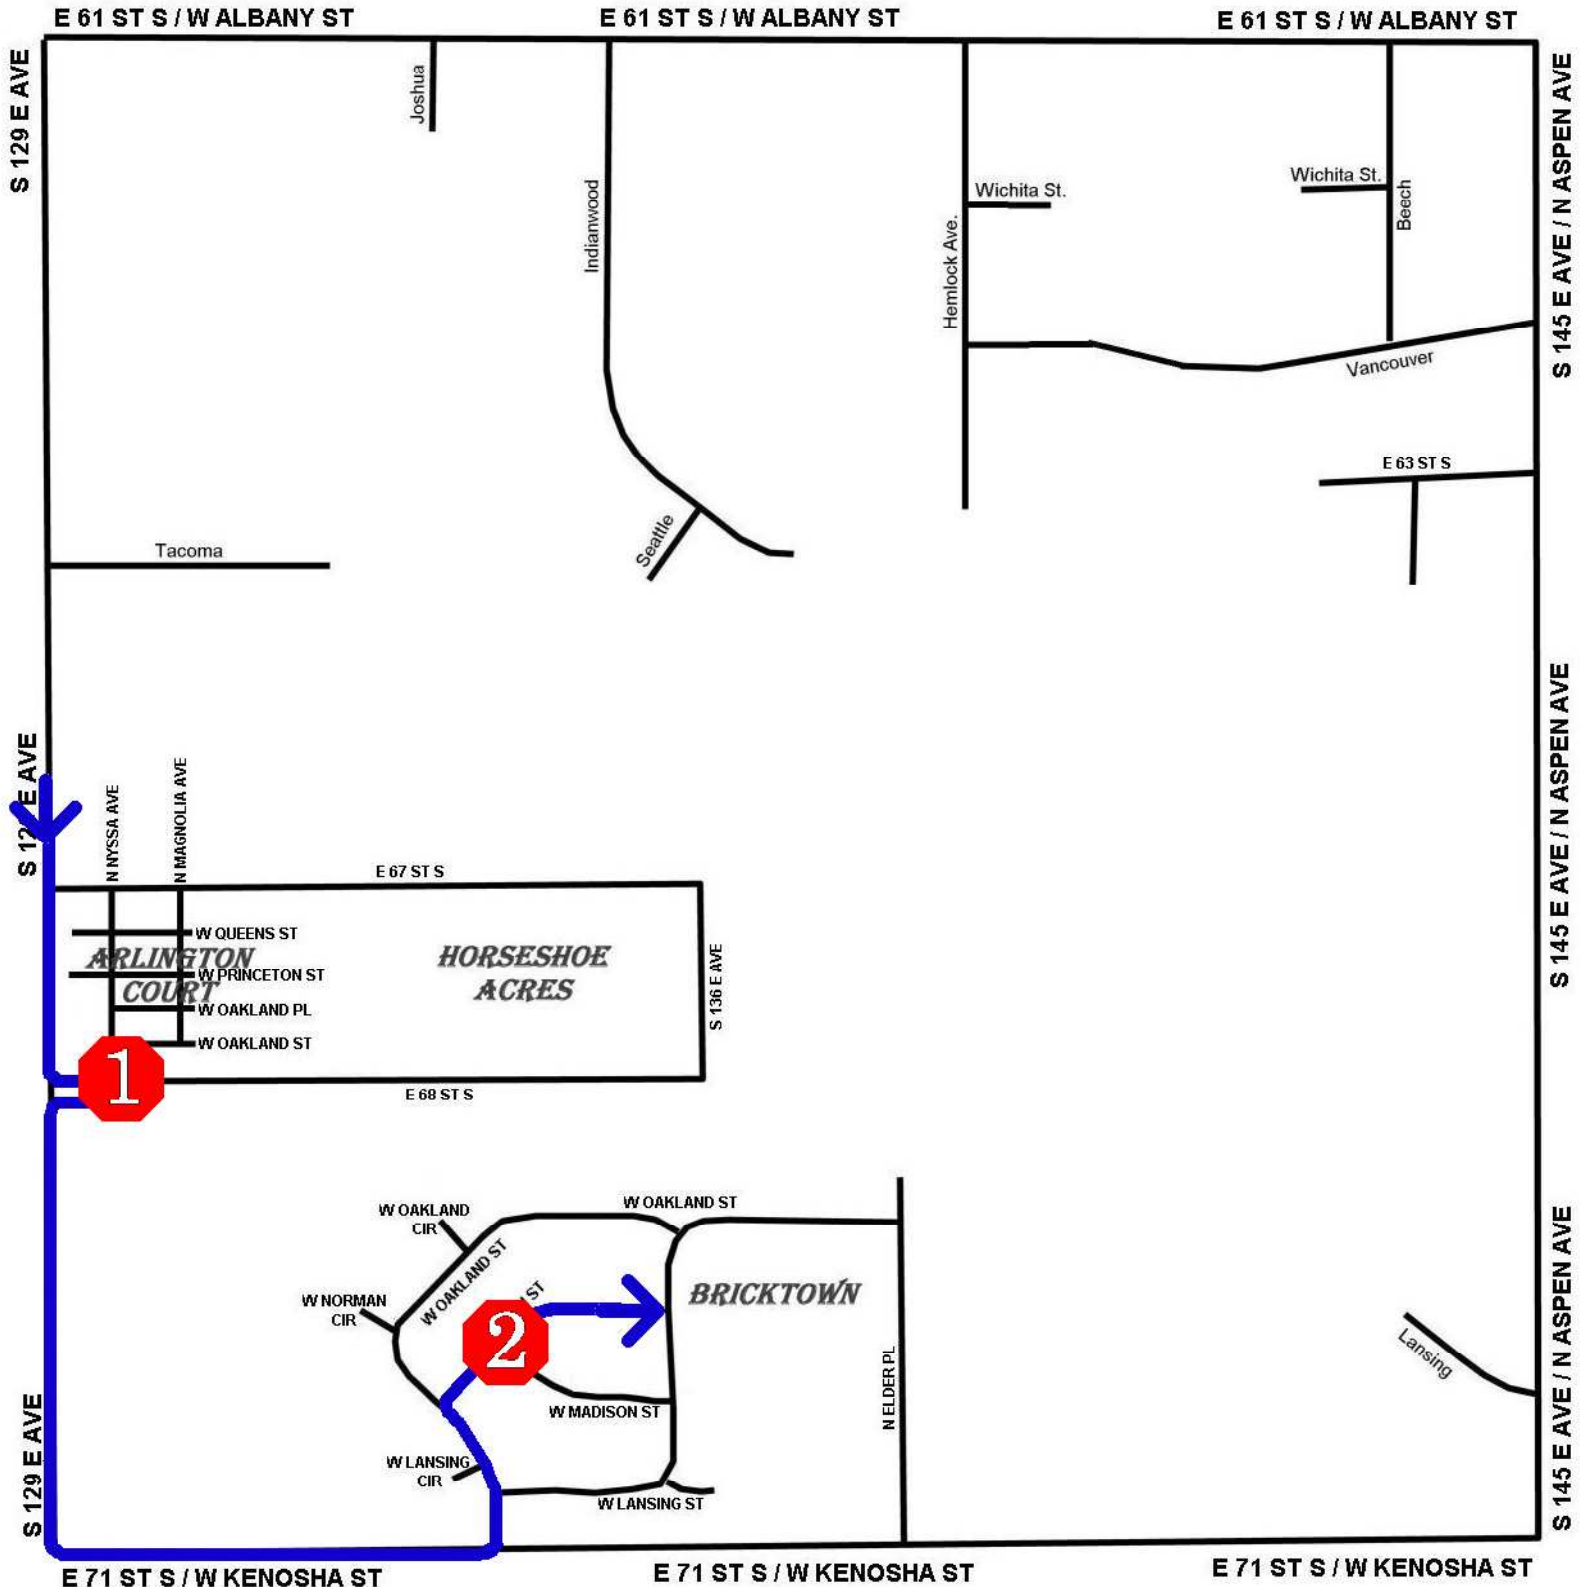 E 61 ST S / W ALBANY ST
E 61 ST S / W ALBANY ST
E 61 ST S / W ALBANY ST
S 129 E AVE
Joshua
Indianwood
Hemlock Ave.
Wichita St.
Wichita St.
Beech
S 145 E AVE / N ASPEN AVE
Vancouver
E 63 ST S
Seattle
Tacoma
S 12 E AVE
N NYSSA AVE
N MAGNOLIA AVE
S 145 E AVE / N ASPEN AVE
E 67 ST S
W QUEENS ST
ARLINGTON
COURT
W PRINCETON ST
W OAKLAND PL
W OAKLAND ST
HORSESHOE
ACRES
S 136 E AVE
1
E 68 ST S
W OAKLAND
CIR
W OAKLAND ST
W OAKLAND ST
W NORMAN
CIR
ST
BRICKTOWN
2
W MADISON ST
N ELDER PL
W LANSING
CIR
W LANSING ST
Lansing
S 145 E AVE / N ASPEN AVE
S 129 E AVE
E 71 ST S / W KENOSHA ST
E 71 ST S / W KENOSHA ST
E 71 ST S / W KENOSHA ST